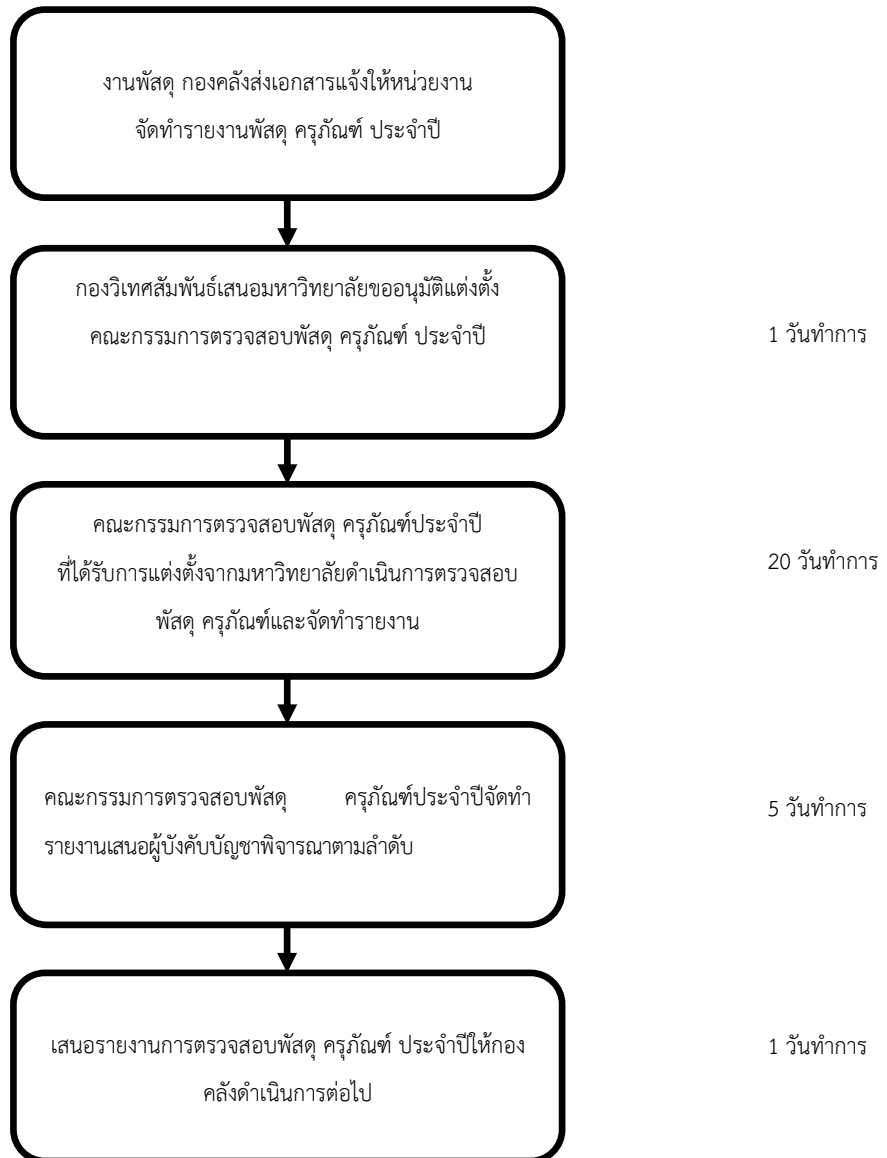 งานพัสดุ กองคลังส่งเอกสารแจ้งให้หน่วยงาน
จัดทำรายงานพัสดุ ครุภัณฑ์ ประจำปี
กองวิเทศสัมพันธ์เสนอมหาวิทยาลัยขออนุมัติแต่งตั้ง
คณะกรรมการตรวจสอบพัสดุ ครุภัณฑ์ ประจำปี
1 วันทำการ
คณะกรรมการตรวจสอบพัสดุ ครุภัณฑ์ประจำปี
ที่ได้รับการแต่งตั้งจากมหาวิทยาลัยดำเนินการตรวจสอบ
พัสดุ ครุภัณฑ์และจัดทำรายงาน
20 วันทำการ
คณะกรรมการตรวจสอบพัสดุ ครุภัณฑ์ประจำปีจัดทำ
รายงานเสนอผู้บังคับบัญชาพิจารณาตามลำดับ
5 วันทำการ
เสนอรายงานการตรวจสอบพัสดุ ครุภัณฑ์ ประจำปีให้กอง
คลังดำเนินการต่อไป
1 วันทำการ